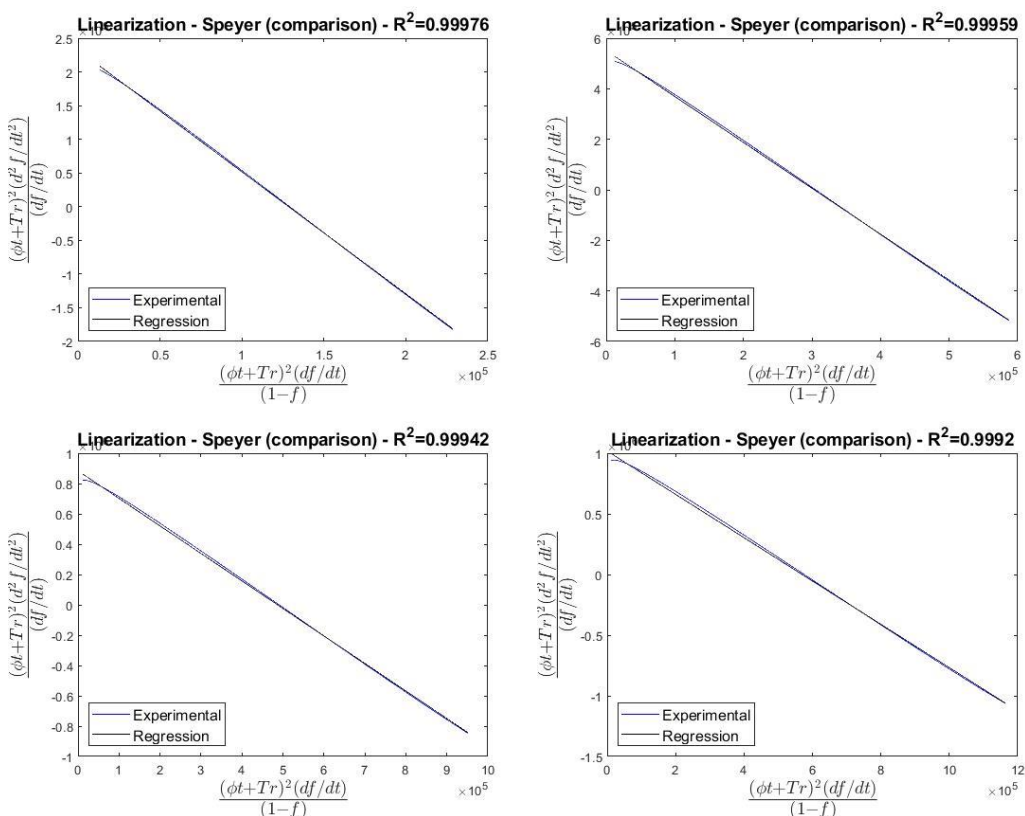 Linearization - Speyer (comparison) - R²=0.99976
2.5
2
1.5
1
0.5
0
-0.5
-1
-1.5
-2
(ϕt+Tr)²(d²f/dt²)
(df/dt)
Experimental
Regression
0 0.5 1 1.5 2 2.5
×10⁵
(ϕt+Tr)²(df/dt)
(1−f)
Linearization - Speyer (comparison) - R²=0.99959
6
4
2
0
-2
-4
-6
(ϕt+Tr)²(d²f/dt²)
(df/dt)
Experimental
Regression
0 1 2 3 4 5 6
×10⁵
(ϕt+Tr)²(df/dt)
(1−f)
Linearization - Speyer (comparison) - R²=0.99942
1
0.8
0.6
0.4
0.2
0
-0.2
-0.4
-0.6
-0.8
-1
(ϕt+Tr)²(d²f/dt²)
(df/dt)
Experimental
Regression
0 1 2 3 4 5 6 7 8 9 10
×10⁵
(ϕt+Tr)²(df/dt)
(1−f)
Linearization - Speyer (comparison) - R²=0.9992
1
0.5
0
-0.5
-1
-1.5
(ϕt+Tr)²(d²f/dt²)
(df/dt)
Experimental
Regression
0 2 4 6 8 10 12
×10⁵
(ϕt+Tr)²(df/dt)
(1−f)